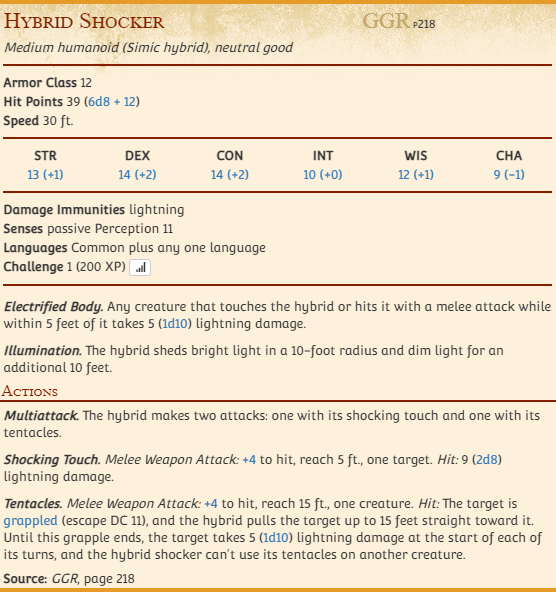 Hybrid Shocker GGR P218
Medium humanoid (Simic hybrid), neutral good
Armor Class 12
Hit Points 39 (6d8 + 12)
Speed 30 ft.
STR DEX CON INT WIS CHA
13 (+1) 14 (+2) 14 (+2) 10 (+0) 12 (+1) 9 (−1)
Damage Immunities lightning
Senses passive Perception 11
Languages Common plus any one language
Challenge 1 (200 XP)
Electrified Body. Any creature that touches the hybrid or hits it with a melee attack while
within 5 feet of it takes 5 (1d10) lightning damage.
Illumination. The hybrid sheds bright light in a 10-foot radius and dim light for an
additional 10 feet.
Actions
Multiattack. The hybrid makes two attacks: one with its shocking touch and one with its
tentacles.
Shocking Touch. Melee Weapon Attack: +4 to hit, reach 5 ft., one target. Hit: 9 (2d8)
lightning damage.
Tentacles. Melee Weapon Attack: +4 to hit, reach 15 ft., one creature. Hit: The target is
grappled (escape DC 11), and the hybrid pulls the target up to 15 feet straight toward it.
Until this grapple ends, the target takes 5 (1d10) lightning damage at the start of each of
its turns, and the hybrid shocker can't use its tentacles on another creature.
Source: GGR, page 218